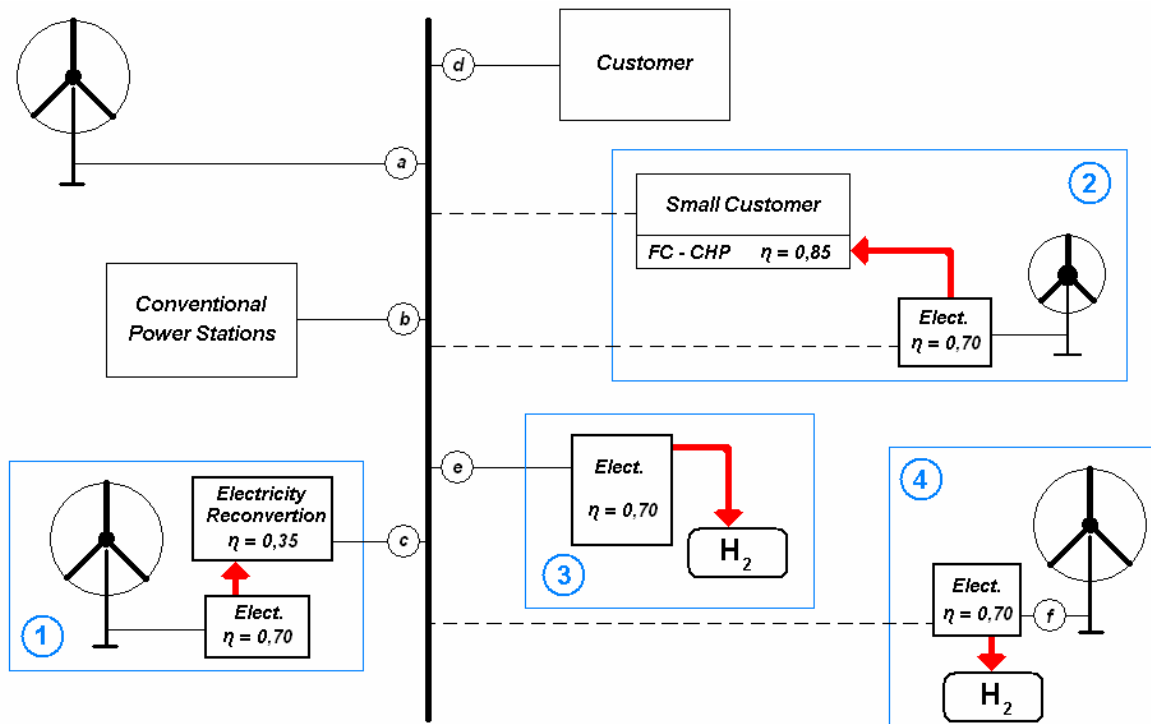 d
Customer
a
2
Small Customer
FC - CHP η = 0,85
Conventional
Power Stations
b
Elect.
η = 0,70
e
Elect.
η = 0,70
H2
3
4
Electricity
Reconvertion
η = 0,35
c
Elect.
η = 0,70
1
Elect.
η = 0,70
f
H2